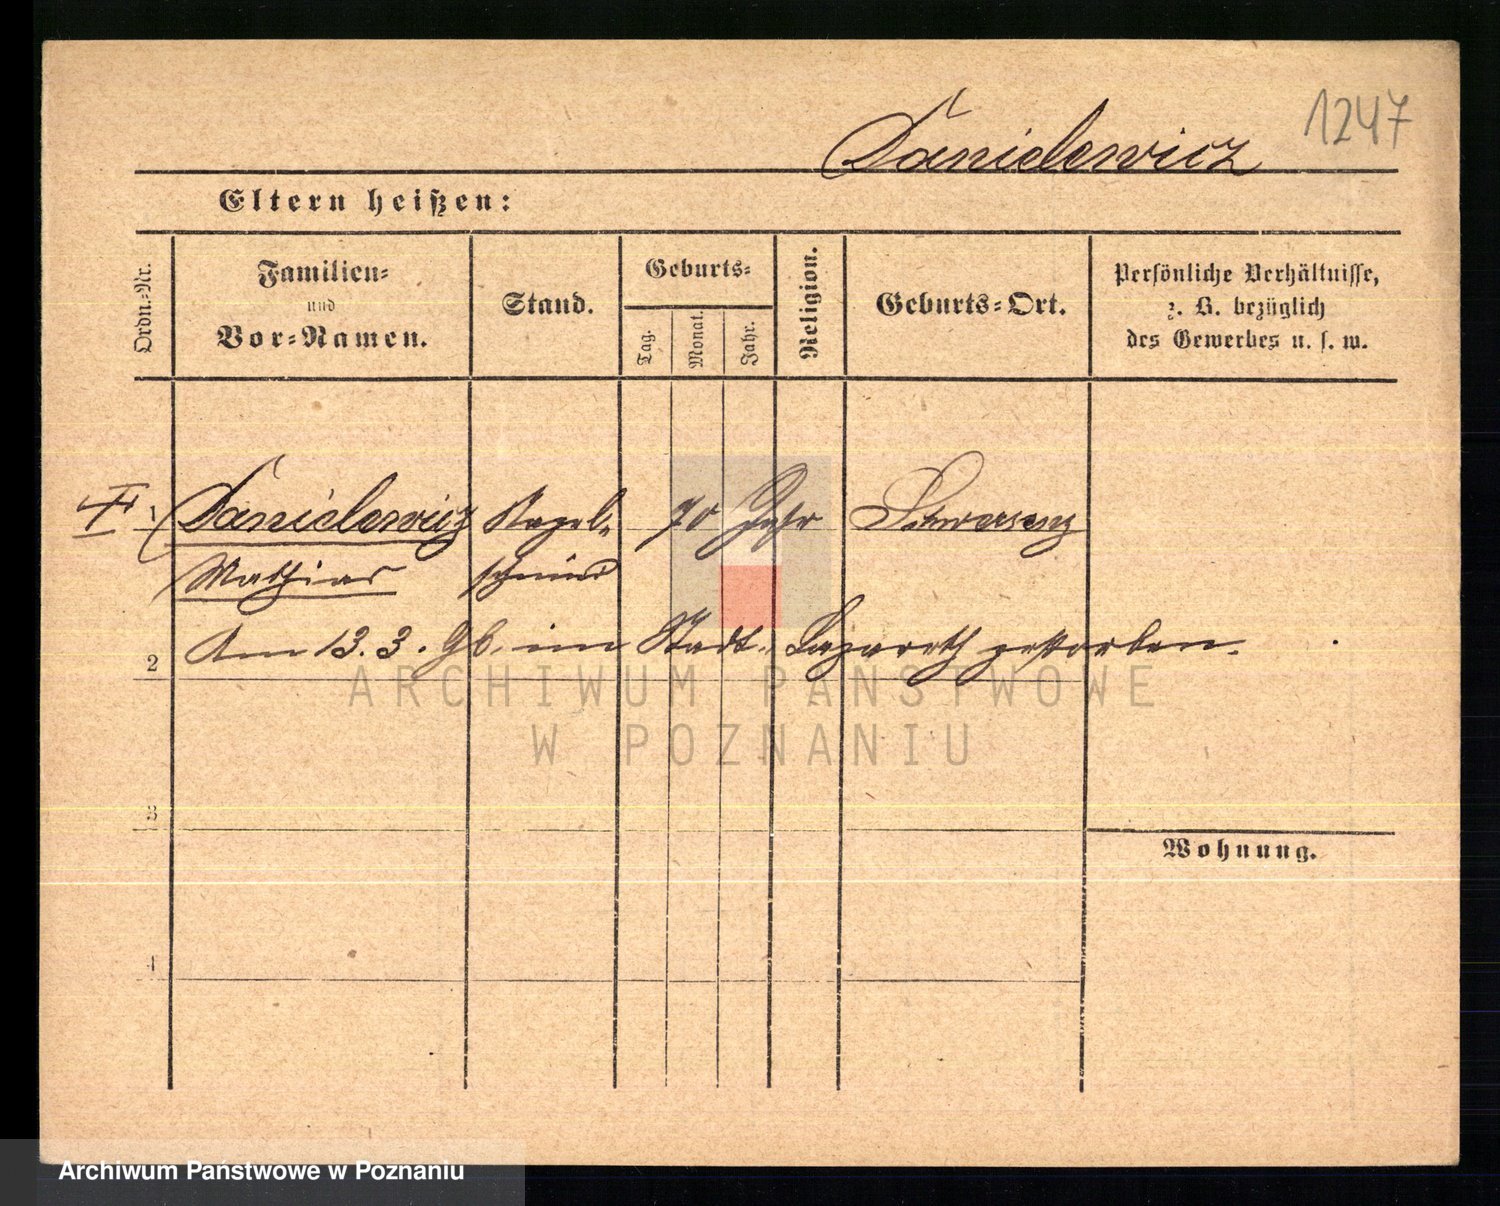 1247
Danielewicz
Eltern heißen:
Ordn.-Nr.
Familien-
und
Vor-Namen.
Stand.
Geburts-
Tag.
Monat.
Jahr.
Religion.
Geburts-Ort.
Persönliche Verhältnisse,
z. B. bezüglich
des Gewerbes u. s. w.
1 Danielewicz Nagel- 70 Jahr Schwersenz
Mathias schmied
2 Am 13. 3. 96. im Stadt-Lazareth gestorben.
3
Wohnung.
4
ARCHIWUM PAŃSTWOWE
W POZNANIU
Archiwum Państwowe w Poznaniu